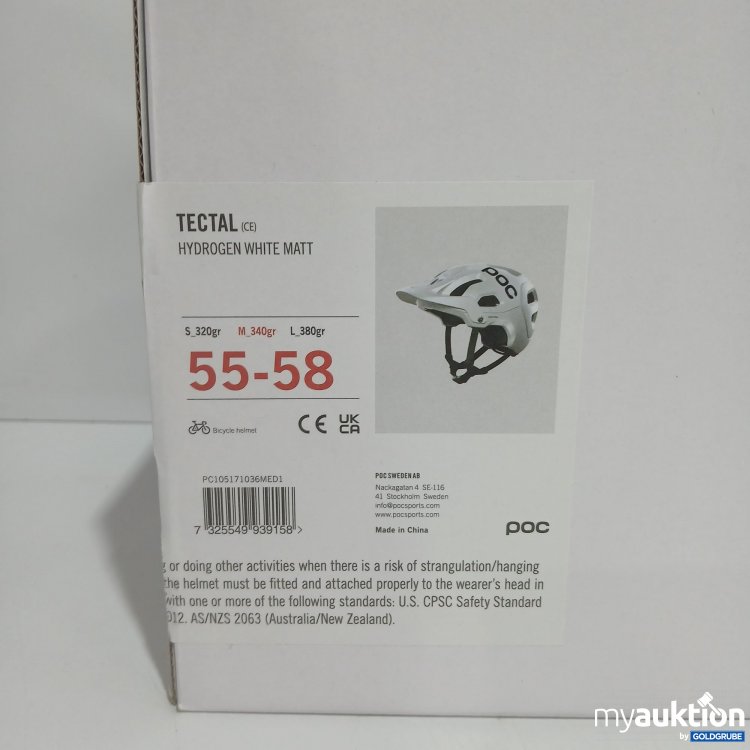 TECTAL (CE)
HYDROGEN WHITE MATT
poc
S_320gr M_340gr L_380gr
55-58
Bicycle helmet
CE UK CA
PC105171036MED1
7 325549 939158 >
POC SWEDEN AB
Nackagatan 4 SE-116
41 Stockholm Sweden
info@pocsports.com
www.pocsports.com
Made in China
poc
or doing other activities when there is a risk of strangulation/hanging
the helmet must be fitted and attached properly to the wearer's head in
with one or more of the following standards: U.S. CPSC Safety Standard
012. AS/NZS 2063 (Australia/New Zealand).
myauktion
by GOLDGRUBE